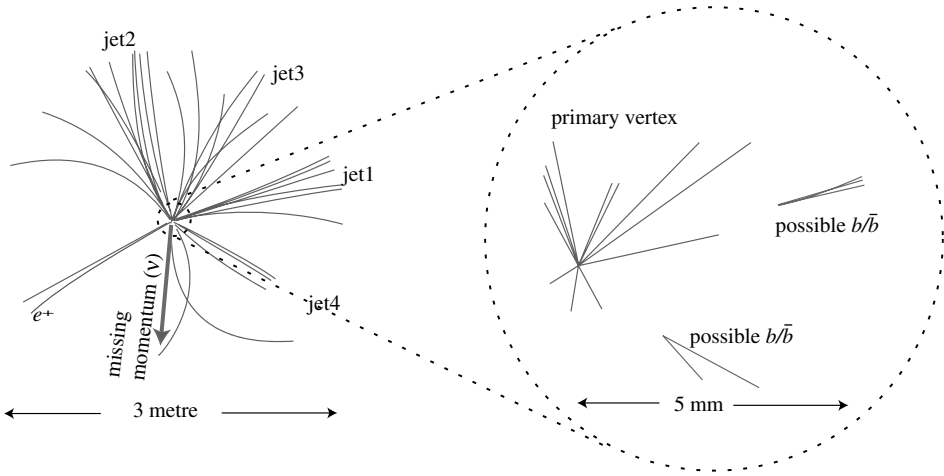 jet2
jet3
jet1
jet4
e+
missing
momentum (ν)
3 metre
primary vertex
possible b/b̄
possible b/b̄
5 mm